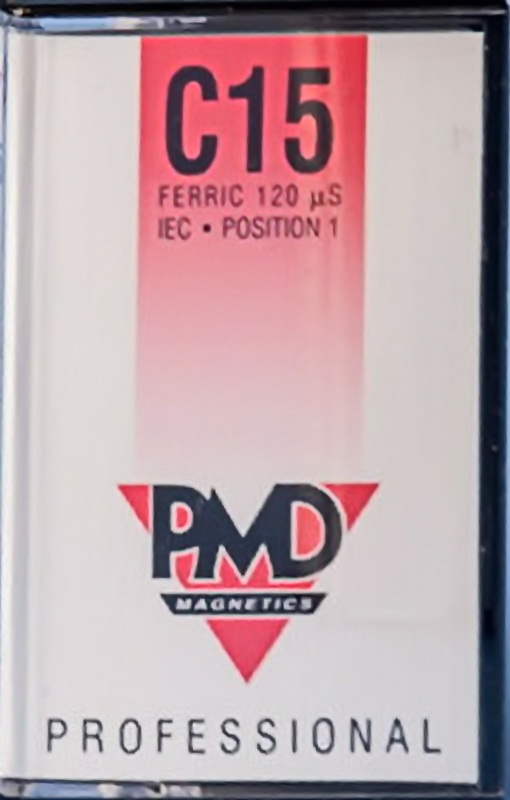 C15
FERRIC 120 µS
IEC • POSITION 1
PMD
MAGNETICS
PROFESSIONAL